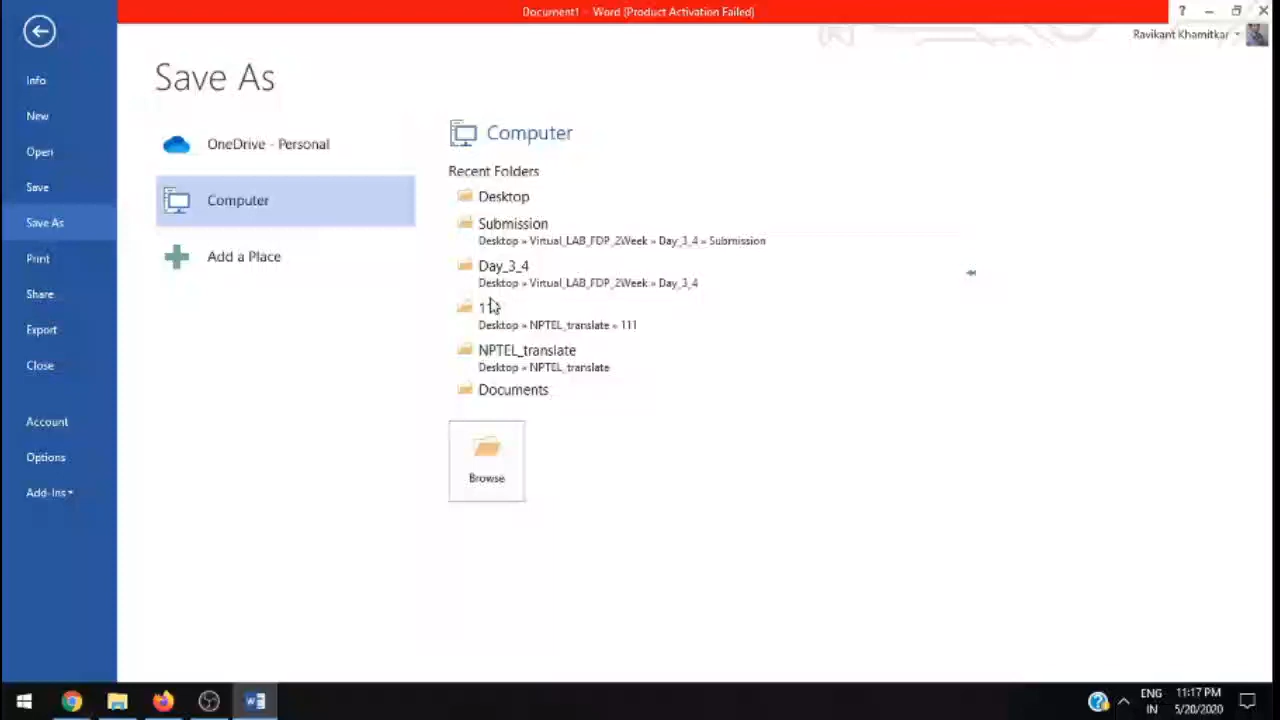 Document1 - Word (Product Activation Failed)
?
Ravikant Khamitkar
Info
New
Open
Save
Save As
Print
Share
Export
Close
Account
Options
Add-Ins
Save As
OneDrive - Personal
Computer
Add a Place
Computer
Recent Folders
Desktop
Submission
Desktop » Virtual_LAB_FDP_2Week » Day_3_4 » Submission
Day_3_4
Desktop » Virtual_LAB_FDP_2Week » Day_3_4
Desktop » NPTEL_translate » 111
NPTEL_translate
Desktop » NPTEL_translate
Documents
Browse
ENG
IN
11:17 PM
5/20/2020